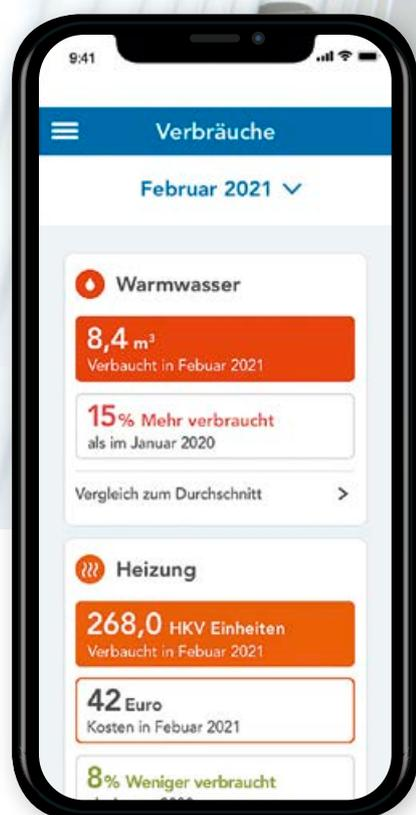 9:41
Verbräuche
Februar 2021
Warmwasser
8,4 m³
Verbaucht in Febuar 2021
15% Mehr verbraucht
als im Januar 2020
Vergleich zum Durchschnitt
Heizung
268,0 HKV Einheiten
Verbaucht in Febuar 2021
42 Euro
Kosten in Febuar 2021
8% Weniger verbraucht